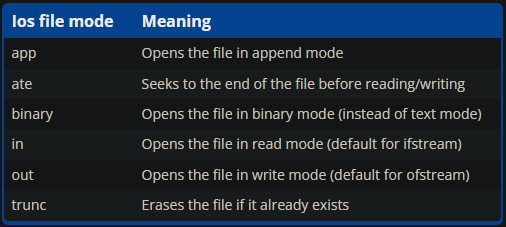 Ios file mode Meaning
app Opens the file in append mode
ate Seeks to the end of the file before reading/writing
binary Opens the file in binary mode (instead of text mode)
in Opens the file in read mode (default for ifstream)
out Opens the file in write mode (default for ofstream)
trunc Erases the file if it already exists